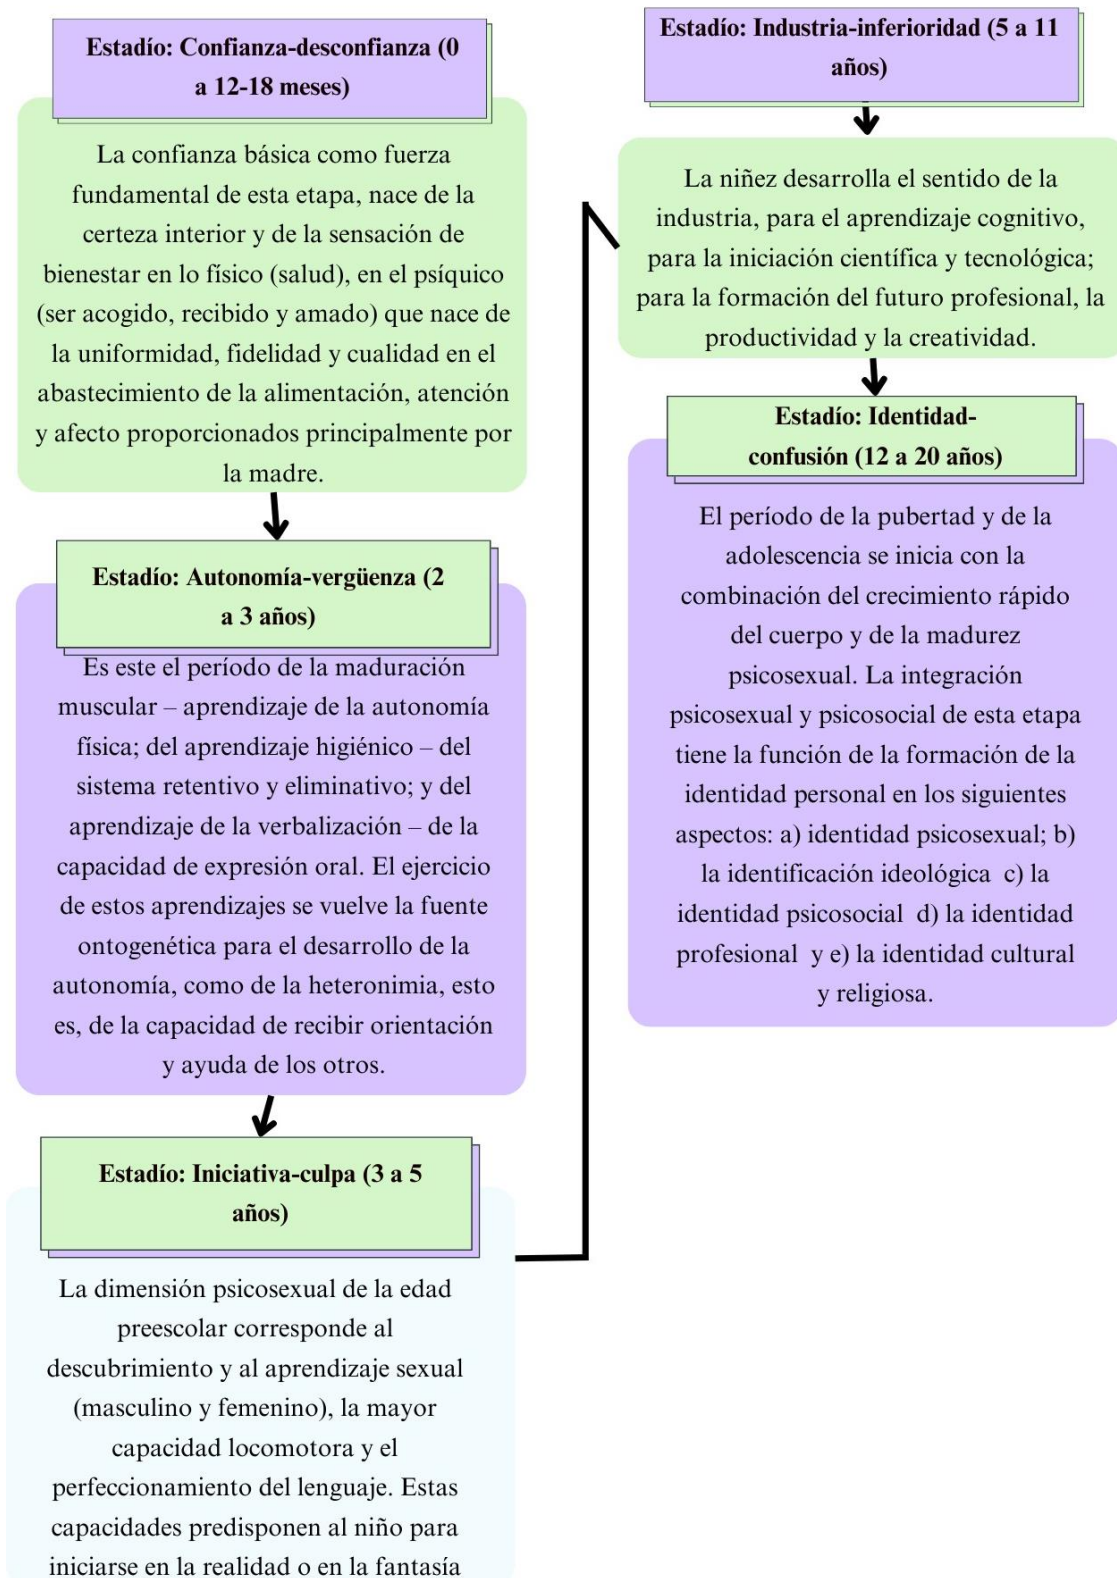 Estadío: Confianza-desconfianza (0
a 12-18 meses)
La confianza básica como fuerza
fundamental de esta etapa, nace de la
certeza interior y de la sensación de
bienestar en lo físico (salud), en el psíquico
(ser acogido, recibido y amado) que nace de
la uniformidad, fidelidad y cualidad en el
abastecimiento de la alimentación, atención
y afecto proporcionados principalmente por
la madre.
Estadío: Autonomía-vergüenza (2
a 3 años)
Es este el período de la maduración
muscular – aprendizaje de la autonomía
física; del aprendizaje higiénico – del
sistema retentivo y eliminativo; y del
aprendizaje de la verbalización – de la
capacidad de expresión oral. El ejercicio
de estos aprendizajes se vuelve la fuente
ontogenética para el desarrollo de la
autonomía, como de la heteronimia, esto
es, de la capacidad de recibir orientación
y ayuda de los otros.
Estadío: Iniciativa-culpa (3 a 5
años)
La dimensión psicosexual de la edad
preescolar corresponde al
descubrimiento y al aprendizaje sexual
(masculino y femenino), la mayor
capacidad locomotora y el
perfeccionamiento del lenguaje. Estas
capacidades predisponen al niño para
iniciarse en la realidad o en la fantasía
Estadío: Industria-inferioridad (5 a 11
años)
La niñez desarrolla el sentido de la
industria, para el aprendizaje cognitivo,
para la iniciación científica y tecnológica;
para la formación del futuro profesional, la
productividad y la creatividad.
Estadío: Identidad-
confusión (12 a 20 años)
El período de la pubertad y de la
adolescencia se inicia con la
combinación del crecimiento rápido
del cuerpo y de la madurez
psicosexual. La integración
psicosexual y psicosocial de esta etapa
tiene la función de la formación de la
identidad personal en los siguientes
aspectos: a) identidad psicosexual; b)
la identificación ideológica  c) la
identidad psicosocial  d) la identidad
profesional  y e) la identidad cultural
y religiosa.